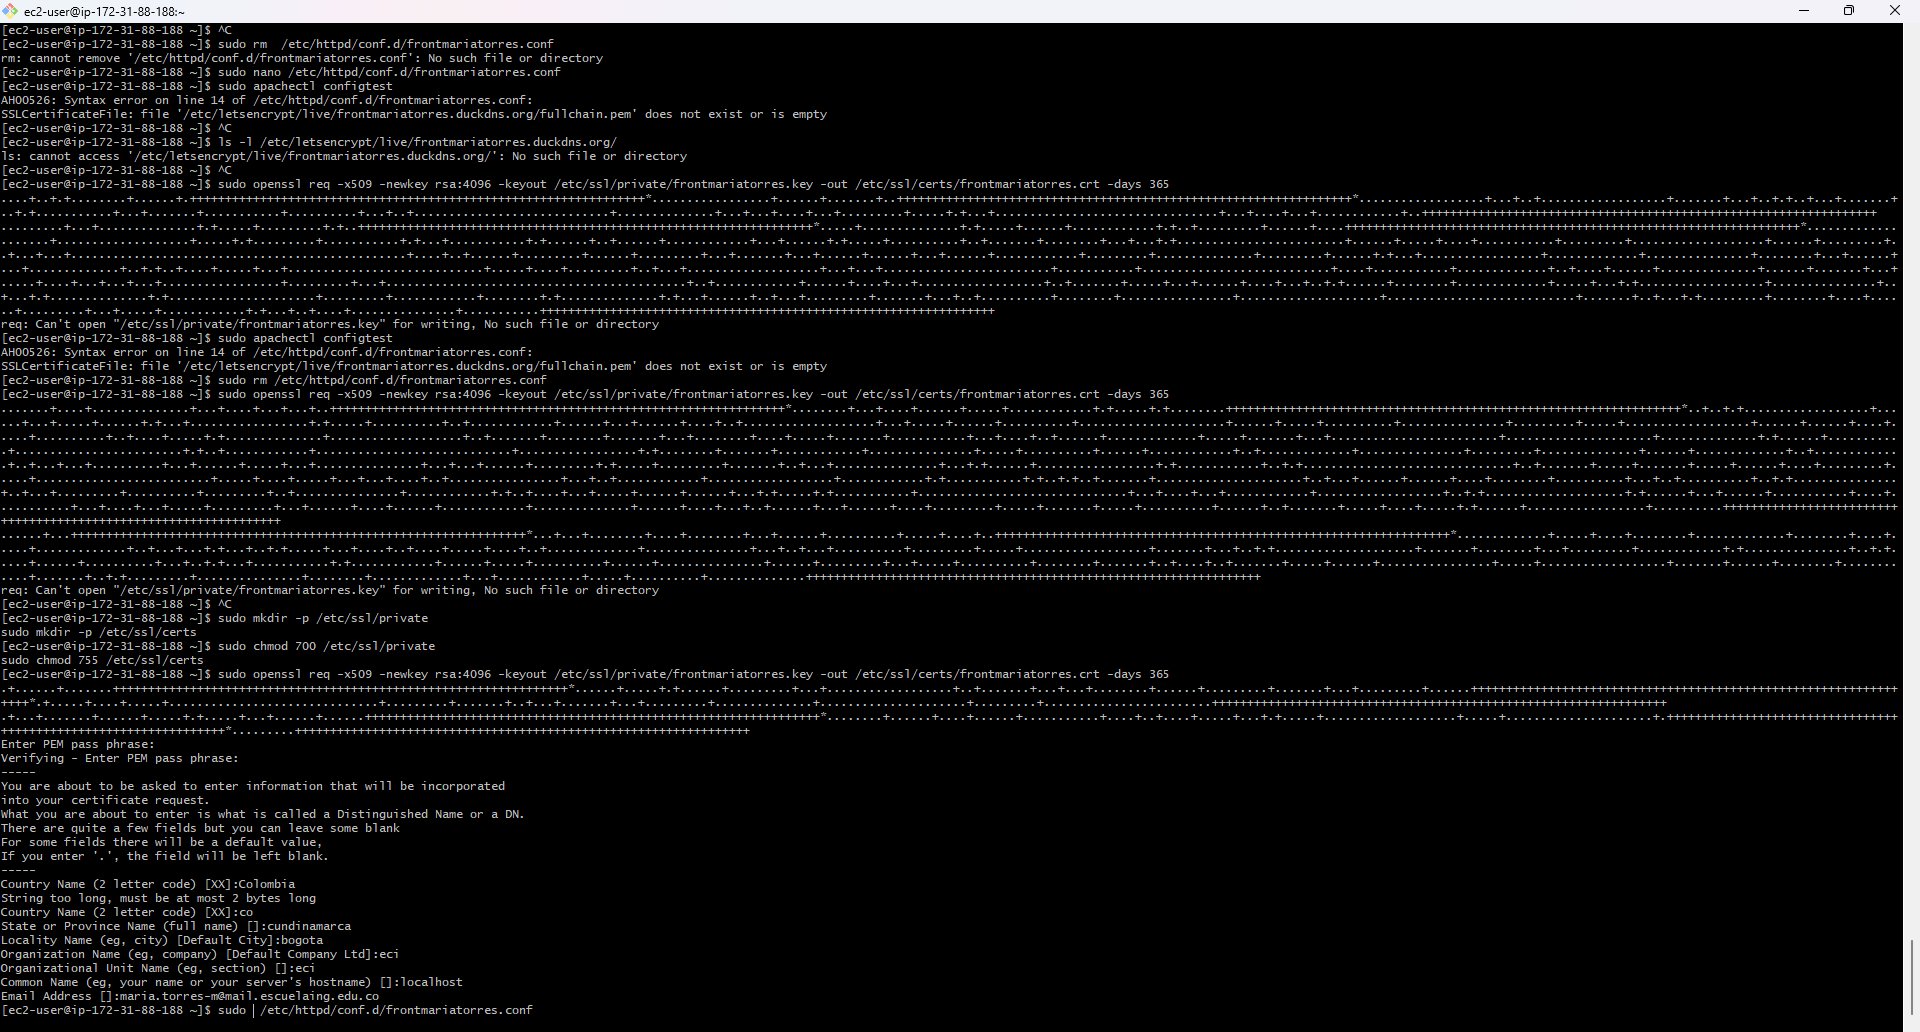 ec2-user@ip-172-31-88-188:~
[ec2-user@ip-172-31-88-188 ~]$ ^C
[ec2-user@ip-172-31-88-188 ~]$ sudo rm  /etc/httpd/conf.d/frontmariatorres.conf
rm: cannot remove '/etc/httpd/conf.d/frontmariatorres.conf': No such file or directory
[ec2-user@ip-172-31-88-188 ~]$ sudo nano /etc/httpd/conf.d/frontmariatorres.conf
[ec2-user@ip-172-31-88-188 ~]$ sudo apachectl configtest
AH00526: Syntax error on line 14 of /etc/httpd/conf.d/frontmariatorres.conf:
SSLCertificateFile: file '/etc/letsencrypt/live/frontmariatorres.duckdns.org/fullchain.pem' does not exist or is empty
[ec2-user@ip-172-31-88-188 ~]$ ^C
[ec2-user@ip-172-31-88-188 ~]$ ls -l /etc/letsencrypt/live/frontmariatorres.duckdns.org/
ls: cannot access '/etc/letsencrypt/live/frontmariatorres.duckdns.org/': No such file or directory
[ec2-user@ip-172-31-88-188 ~]$ ^C
[ec2-user@ip-172-31-88-188 ~]$ sudo openssl req -x509 -newkey rsa:4096 -keyout /etc/ssl/private/frontmariatorres.key -out /etc/ssl/certs/frontmariatorres.crt -days 365
req: Can't open "/etc/ssl/private/frontmariatorres.key" for writing, No such file or directory
[ec2-user@ip-172-31-88-188 ~]$ sudo apachectl configtest
AH00526: Syntax error on line 14 of /etc/httpd/conf.d/frontmariatorres.conf:
SSLCertificateFile: file '/etc/letsencrypt/live/frontmariatorres.duckdns.org/fullchain.pem' does not exist or is empty
[ec2-user@ip-172-31-88-188 ~]$ sudo rm /etc/httpd/conf.d/frontmariatorres.conf
[ec2-user@ip-172-31-88-188 ~]$ sudo openssl req -x509 -newkey rsa:4096 -keyout /etc/ssl/private/frontmariatorres.key -out /etc/ssl/certs/frontmariatorres.crt -days 365
req: Can't open "/etc/ssl/private/frontmariatorres.key" for writing, No such file or directory
[ec2-user@ip-172-31-88-188 ~]$ ^C
[ec2-user@ip-172-31-88-188 ~]$ sudo mkdir -p /etc/ssl/private
sudo mkdir -p /etc/ssl/certs
[ec2-user@ip-172-31-88-188 ~]$ sudo chmod 700 /etc/ssl/private
sudo chmod 755 /etc/ssl/certs
[ec2-user@ip-172-31-88-188 ~]$ sudo openssl req -x509 -newkey rsa:4096 -keyout /etc/ssl/private/frontmariatorres.key -out /etc/ssl/certs/frontmariatorres.crt -days 365
Enter PEM pass phrase:
Verifying - Enter PEM pass phrase:
-----
You are about to be asked to enter information that will be incorporated
into your certificate request.
What you are about to enter is what is called a Distinguished Name or a DN.
There are quite a few fields but you can leave some blank
For some fields there will be a default value,
If you enter '.', the field will be left blank.
-----
Country Name (2 letter code) [XX]:Colombia
String too long, must be at most 2 bytes long
Country Name (2 letter code) [XX]:co
State or Province Name (full name) []:cundinamarca
Locality Name (eg, city) [Default City]:bogota
Organization Name (eg, company) [Default Company Ltd]:eci
Organizational Unit Name (eg, section) []:eci
Common Name (eg, your name or your server's hostname) []:localhost
Email Address []:maria.torres-m@mail.escuelaing.edu.co
[ec2-user@ip-172-31-88-188 ~]$ sudo  /etc/httpd/conf.d/frontmariatorres.conf